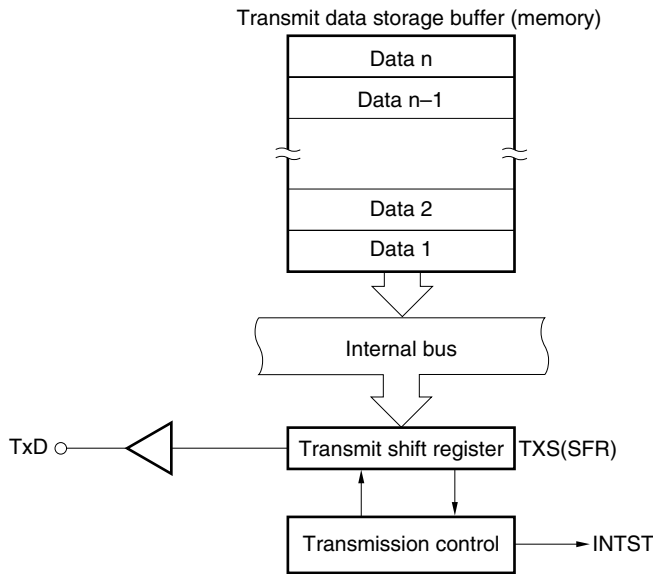 Transmit data storage buffer (memory)
Data n
Data n–1
Data 2
Data 1
Internal bus
TxD
Transmit shift register
TXS(SFR)
Transmission control
INTST